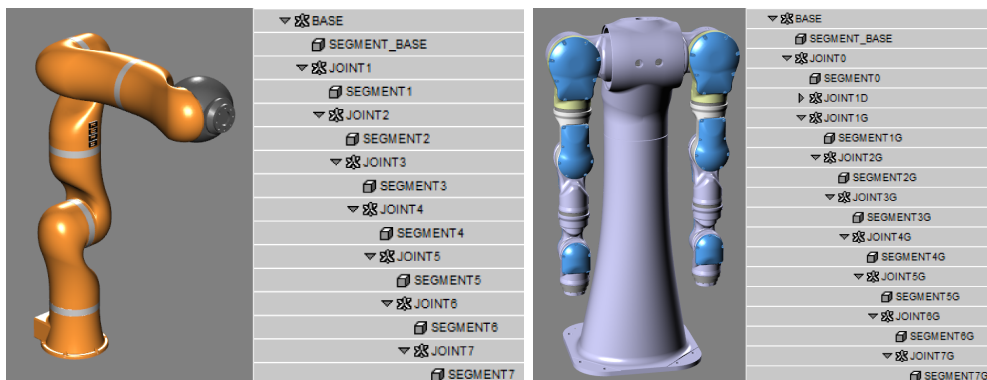 BASE
SEGMENT_BASE
JOINT1
SEGMENT1
JOINT2
SEGMENT2
JOINT3
SEGMENT3
JOINT4
SEGMENT4
JOINT5
SEGMENT5
JOINT6
SEGMENT6
JOINT7
SEGMENT7
BASE
SEGMENT_BASE
JOINT0
SEGMENT0
JOINT1D
JOINT1G
SEGMENT1G
JOINT2G
SEGMENT2G
JOINT3G
SEGMENT3G
JOINT4G
SEGMENT4G
JOINT5G
SEGMENT5G
JOINT6G
SEGMENT6G
JOINT7G
SEGMENT7G